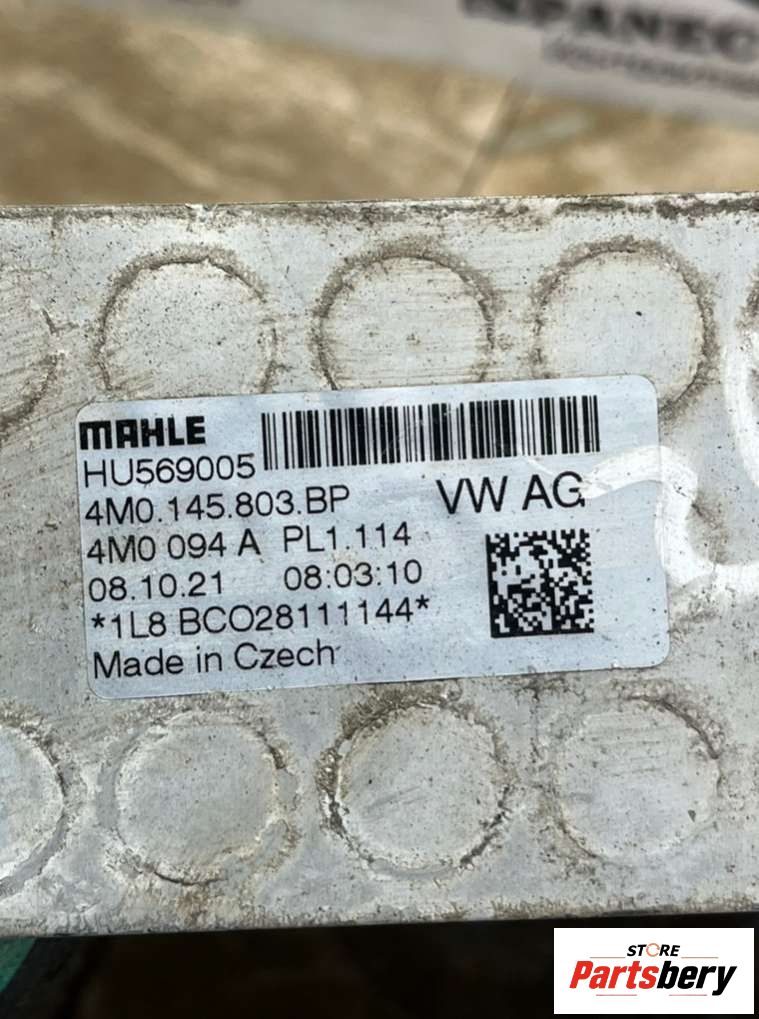 MAHLE
HU569005
4M0.145.803.BP VW AG
4M0 094 A PL1.114
08.10.21 08:03:10
*1L8 BCO28111144*
Made in Czech
STORE
Partsbery